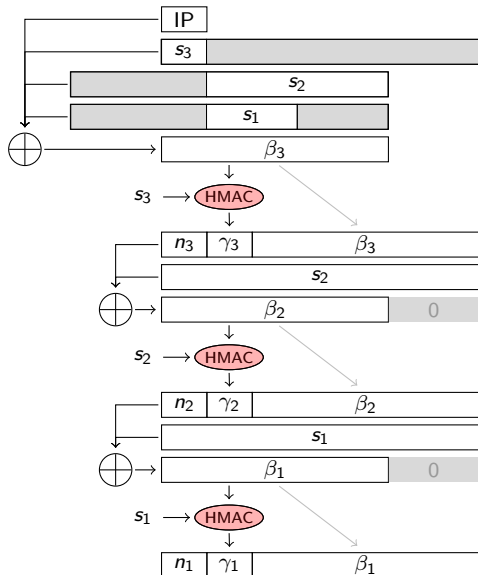 IP
s₃
s₂
s₁
β₃
s₃ HMAC
n₃ γ₃ β₃
s₂
β₂ 0
s₂ HMAC
n₂ γ₂ β₂
s₁
β₁ 0
s₁ HMAC
n₁ γ₁ β₁